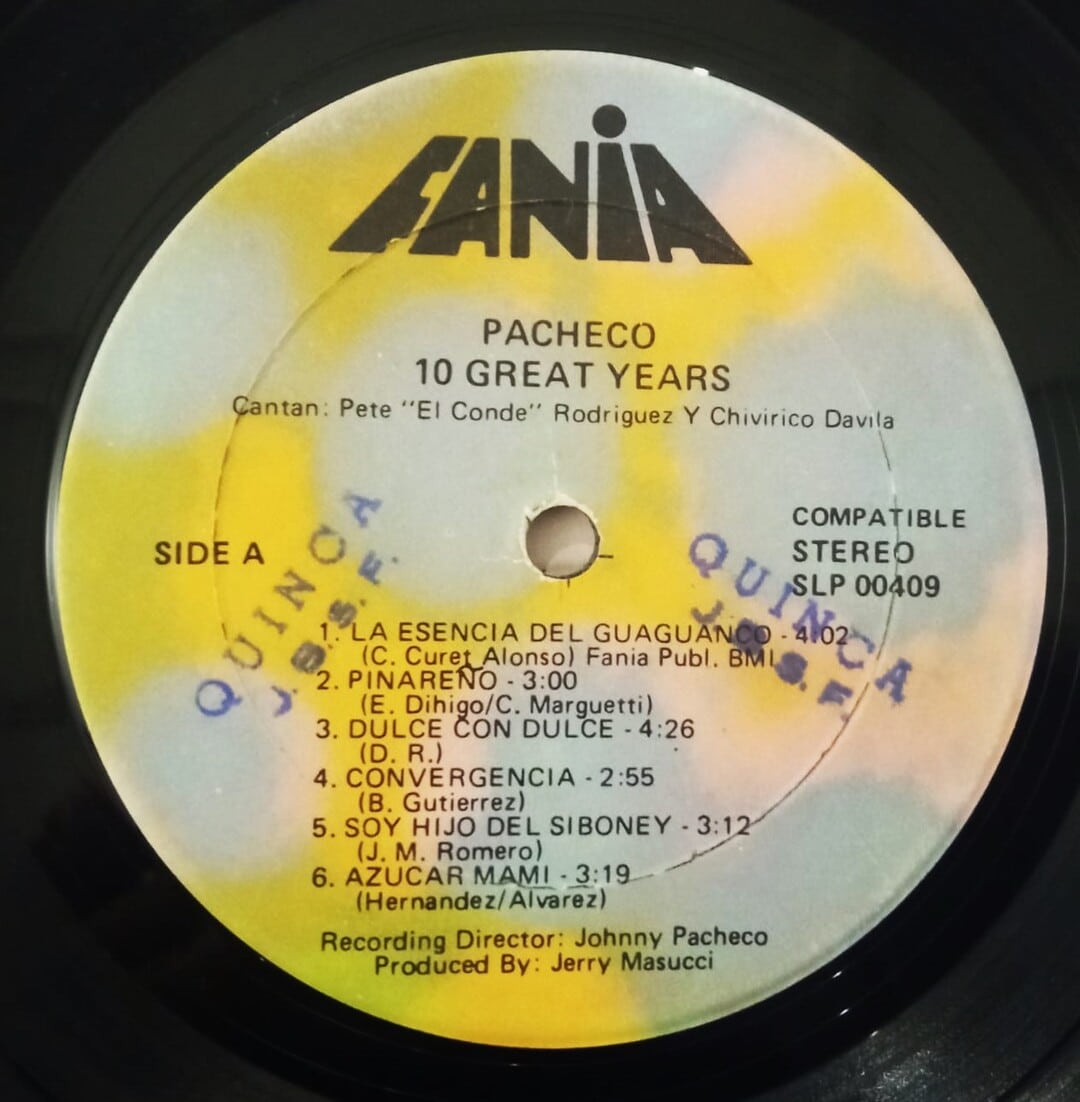 FANIA
PACHECO
10 GREAT YEARS
Cantan: Pete "El Conde" Rodriguez Y Chivirico Davila
SIDE A
COMPATIBLE
STEREO
SLP 00409
QUINCA
J.B.S.F.
QUINCA
J.B.S.F.
1. LA ESENCIA DEL GUAGUANCO - 4:02
(C. Curet Alonso) Fania Publ. BMI
2. PINAREÑO - 3:00
(E. Dihigo/C. Marguetti)
3. DULCE CON DULCE - 4:26
(D. R.)
4. CONVERGENCIA - 2:55
(B. Gutierrez)
5. SOY HIJO DEL SIBONEY - 3:12
(J. M. Romero)
6. AZUCAR MAMI - 3:19
(Hernandez/Alvarez)
Recording Director: Johnny Pacheco
Produced By: Jerry Masucci